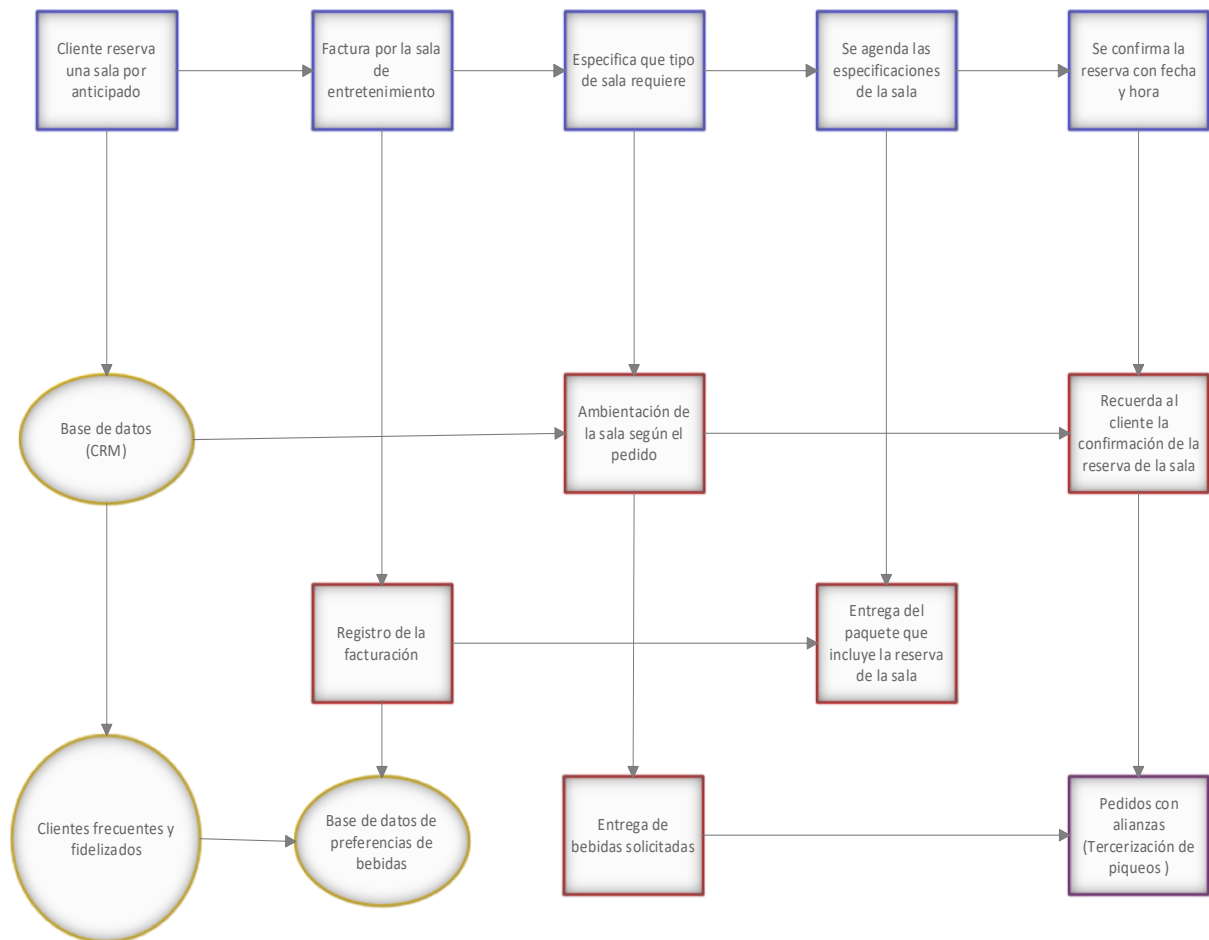 Cliente reserva
una sala por
anticipado
Factura por la sala
de
entretenimiento
Especifica que tipo
de sala requiere
Se agenda las
especificaciones
de la sala
Se confirma la
reserva con fecha
y hora
Base de datos
(CRM)
Ambientación de
la sala según el
pedido
Recuerda al
cliente la
confirmación de la
reserva de la sala
Registro de la
facturación
Entrega del
paquete que
incluye la reserva
de la sala
Clientes frecuentes y
fidelizados
Base de datos de
preferencias de
bebidas
Entrega de
bebidas solicitadas
Pedidos con
alianzas
(Tercerización de
piqueos )